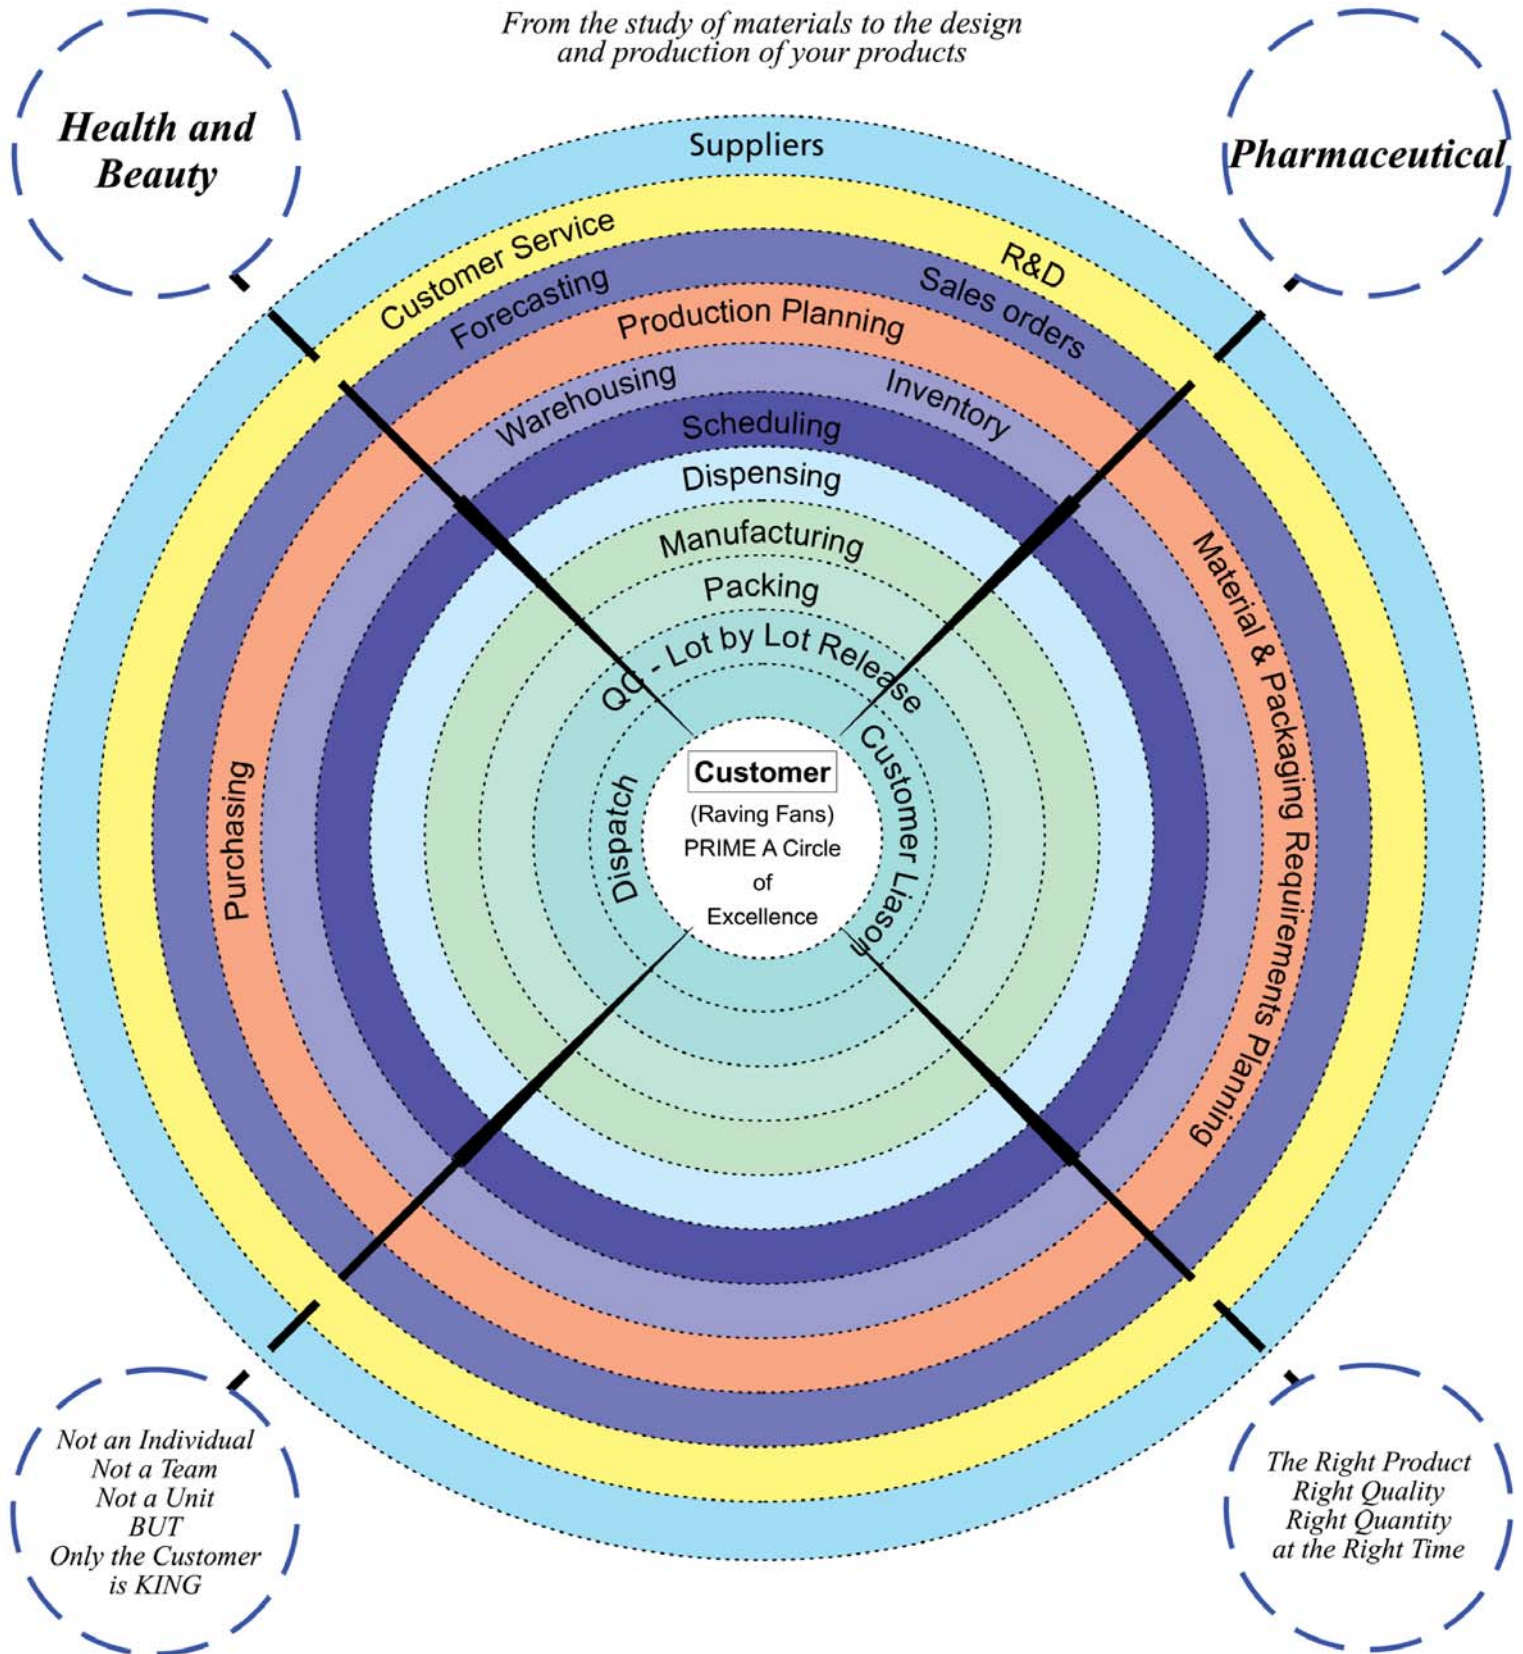 From the study of materials to the design
and production of your products
Health and
Beauty
Pharmaceutical
Suppliers
Customer Service
R&D
Forecasting
Sales orders
Production Planning
Warehousing
Inventory
Scheduling
Dispensing
Manufacturing
Packing
QC - Lot by Lot Release
Material & Packaging Requirements Planning
Purchasing
Dispatch
Customer Liason
Customer
(Raving Fans)
PRIME A Circle
of
Excellence
Not an Individual
Not a Team
Not a Unit
BUT
Only the Customer
is KING
The Right Product
Right Quality
Right Quantity
at the Right Time